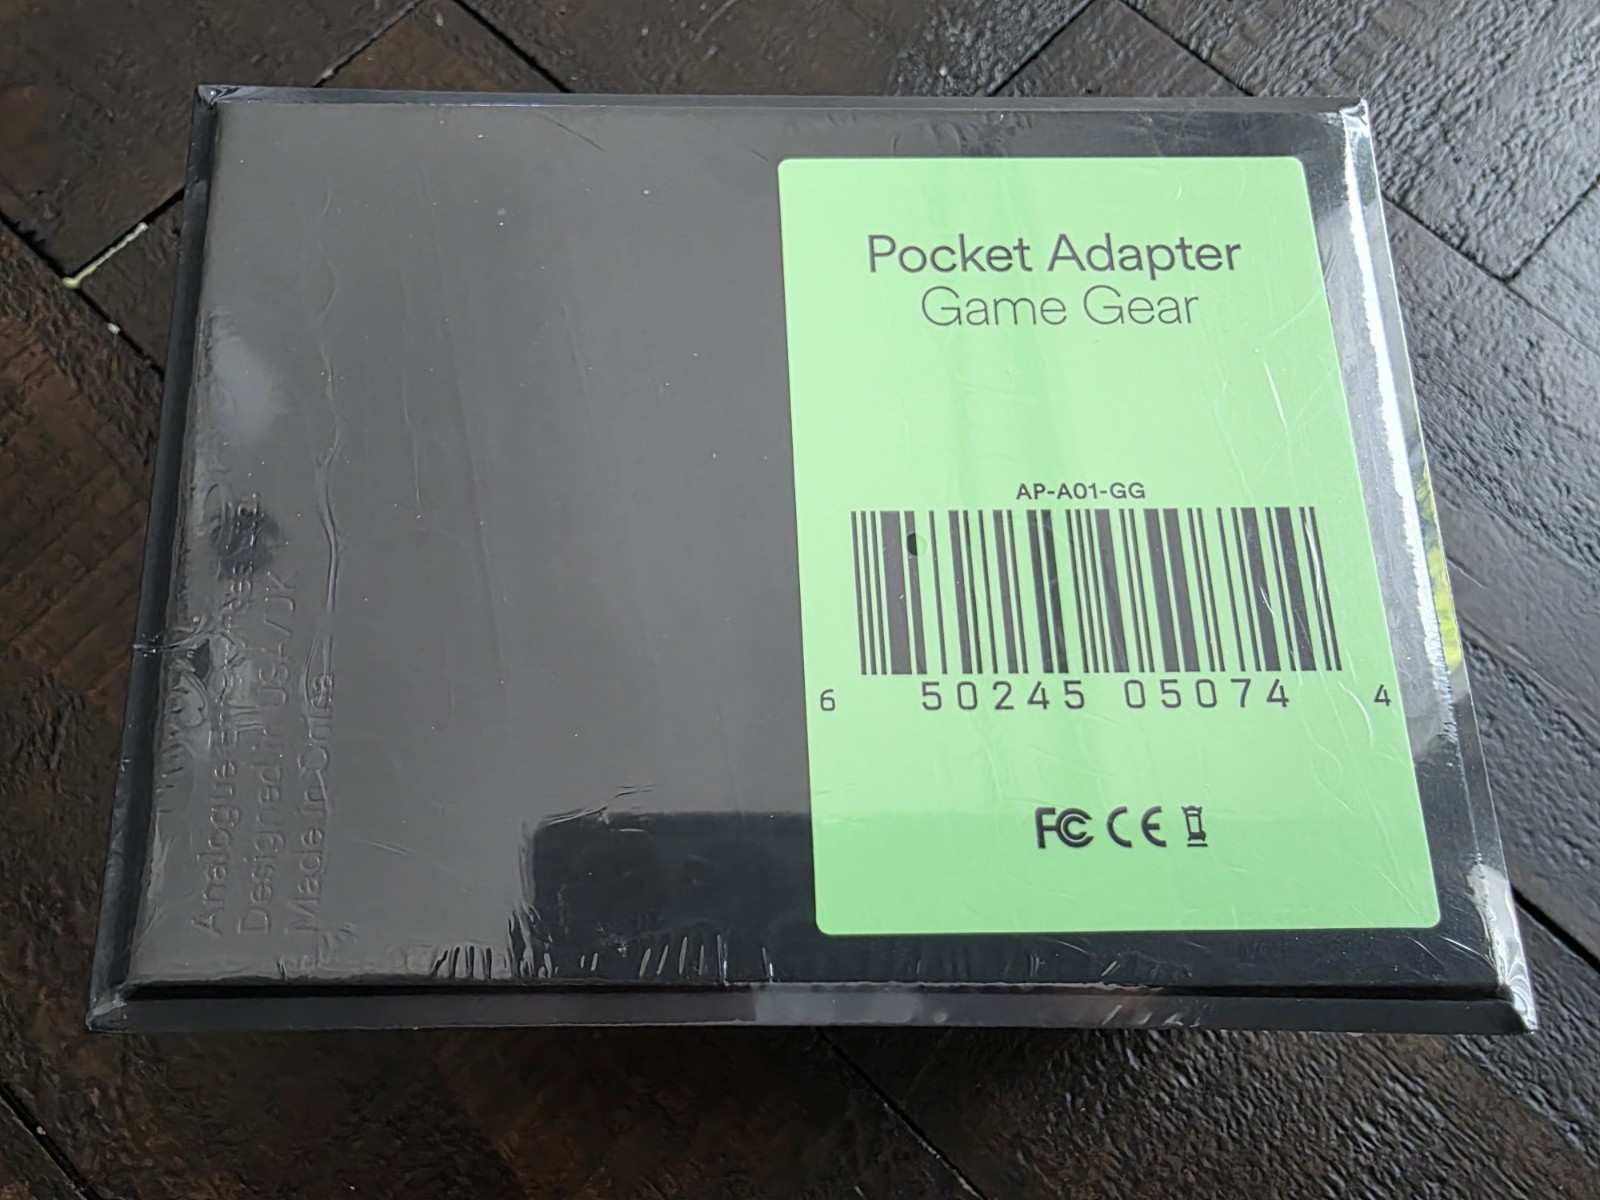 Pocket Adapter
Game Gear
AP-A01-GG
6 50245 05074 4
FC CE
Analogue
Designed in USA / UK
Made in China